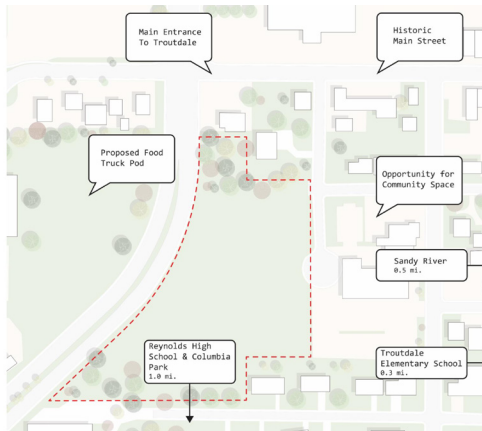 Main Entrance
To Troutdale
Historic
Main Street
Proposed Food
Truck Pod
Opportunity for
Community Space
Sandy River
0.5 mi.
Reynolds High
School & Columbia
Park
1.0 mi.
Troutdale
Elementary School
0.3 mi.